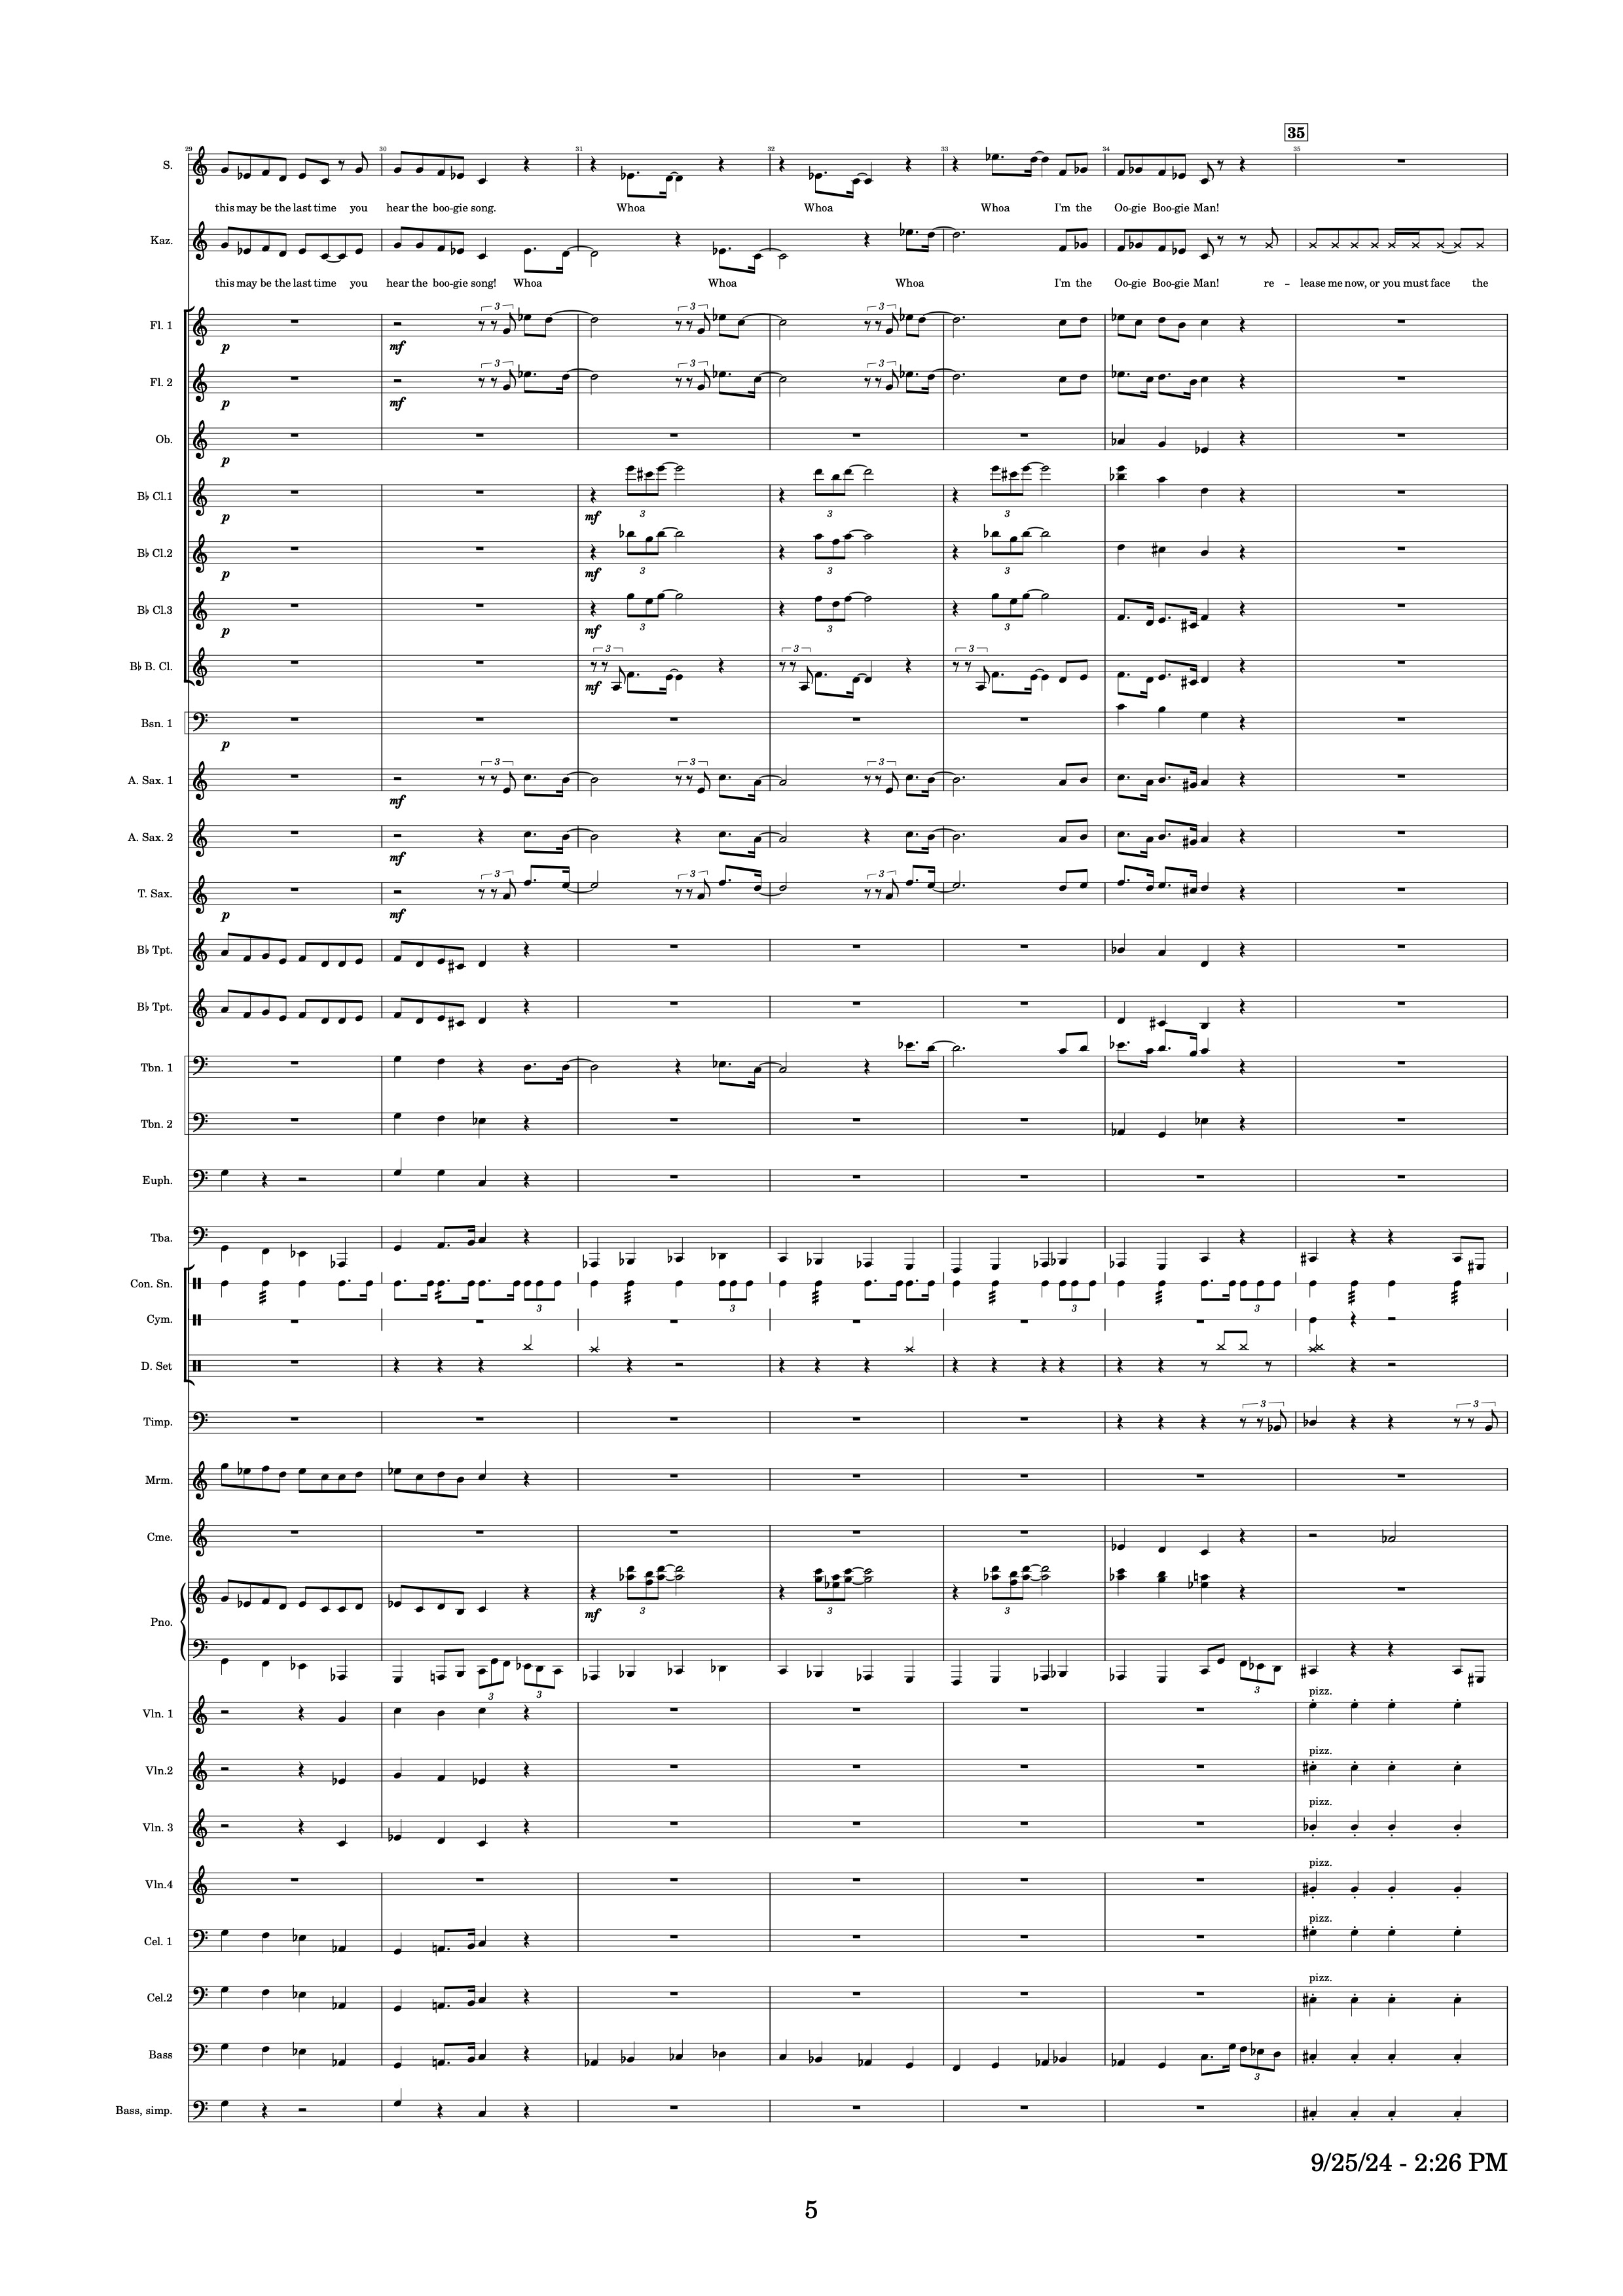 35
29 30 31 32 33 34 35
S.
this may be the last time you hear the boo-gie song. Whoa Whoa Whoa I'm the Oo-gie Boo-gie Man!
Kaz.
this may be the last time you hear the boo-gie song! Whoa Whoa Whoa I'm the Oo-gie Boo-gie Man! re - lease me now, or you must face the
3 3 3
Fl. 1
p mf
3 3 3
Fl. 2
p mf
Ob.
p
B♭ Cl.1
p mf 3 3 3
B♭ Cl.2
p mf 3 3 3
B♭ Cl.3
p mf 3 3 3
3 3 3
B♭ B. Cl.
mf
Bsn. 1
p
3 3 3
A. Sax. 1
mf
A. Sax. 2
mf
3 3 3
T. Sax.
p mf
B♭ Tpt.
B♭ Tpt.
Tbn. 1
Tbn. 2
Euph.
Tba.
Con. Sn.
3 3 3 3
Cym.
D. Set
3 3
Timp.
Mrm.
Cme.
mf 3 3 3
Pno.
3 3 3
pizz.
Vln. 1
pizz.
Vln.2
pizz.
Vln. 3
pizz.
Vln.4
pizz.
Cel. 1
pizz.
Cel.2
Bass
3
Bass, simp.
9/25/24 - 2:26 PM
5